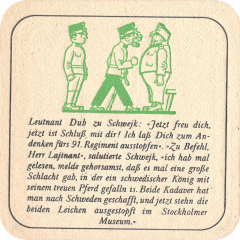 Leutnant Dub zu Schwejk: «Jetzt freu dich,
jetzt ist Schluß mit dir! Ich laß Dich zum An-
denken fürs 91. Regiment ausstopfen». «Zu Befehl,
Herr Lajtnant», salutierte Schwejk, «ich hab mal
gelesen, melde gehorsamst, daß es mal eine große
Schlacht gab, in der ein schwedischer König mit
seinem treuen Pferd gefalln is. Beide Kadaver hat
man nach Schweden geschafft, und jetzt stehn die
beiden Leichen ausgestopft im Stockholmer
Museum.»